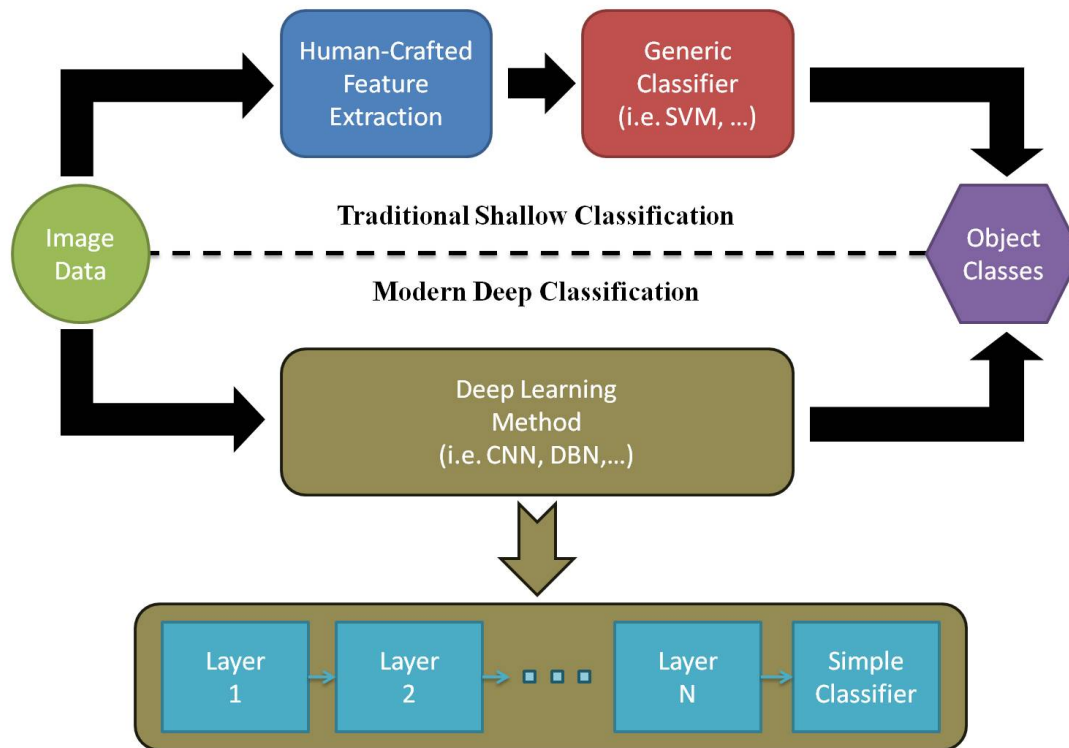 Human-Crafted
Feature
Extraction
Generic
Classifier
(i.e. SVM, ...)
Traditional Shallow Classification
Image
Data
Object
Classes
Modern Deep Classification
Deep Learning
Method
(i.e. CNN, DBN,...)
Layer
1
Layer
2
Layer
N
Simple
Classifier